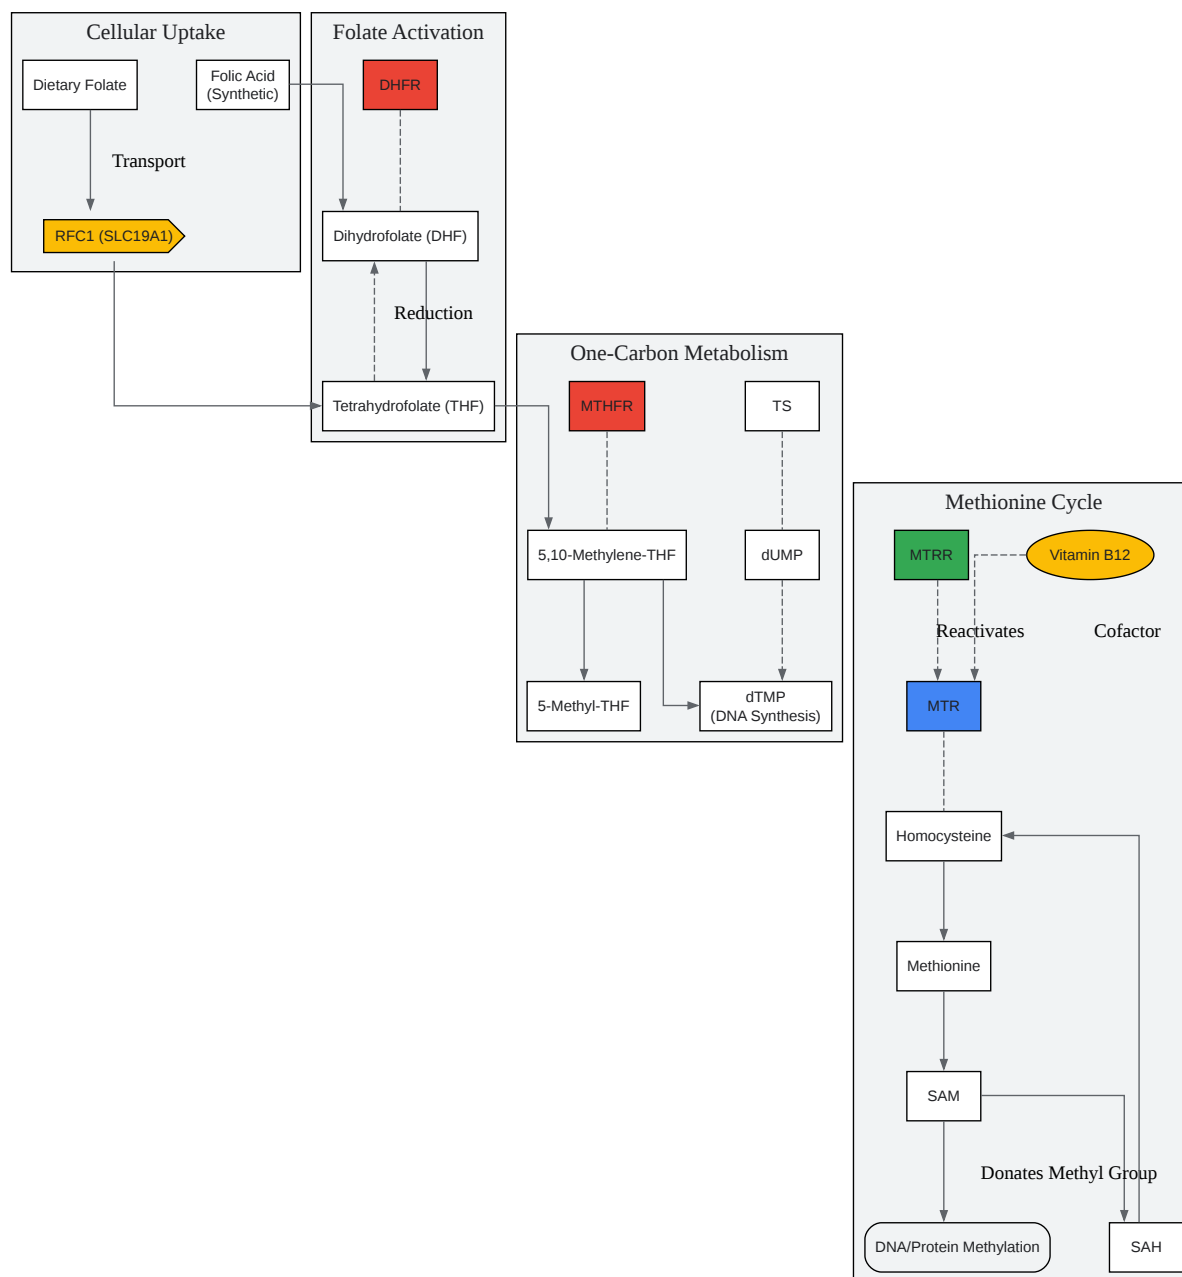 Cellular Uptake
Dietary Folate
Folic Acid
(Synthetic)
Transport
RFC1 (SLC19A1)
Folate Activation
DHFR
Dihydrofolate (DHF)
Reduction
Tetrahydrofolate (THF)
One-Carbon Metabolism
MTHFR
TS
5,10-Methylene-THF
dUMP
5-Methyl-THF
dTMP
(DNA Synthesis)
Methionine Cycle
MTRR
Vitamin B12
Reactivates
Cofactor
MTR
Homocysteine
Methionine
SAM
Donates Methyl Group
DNA/Protein Methylation
SAH